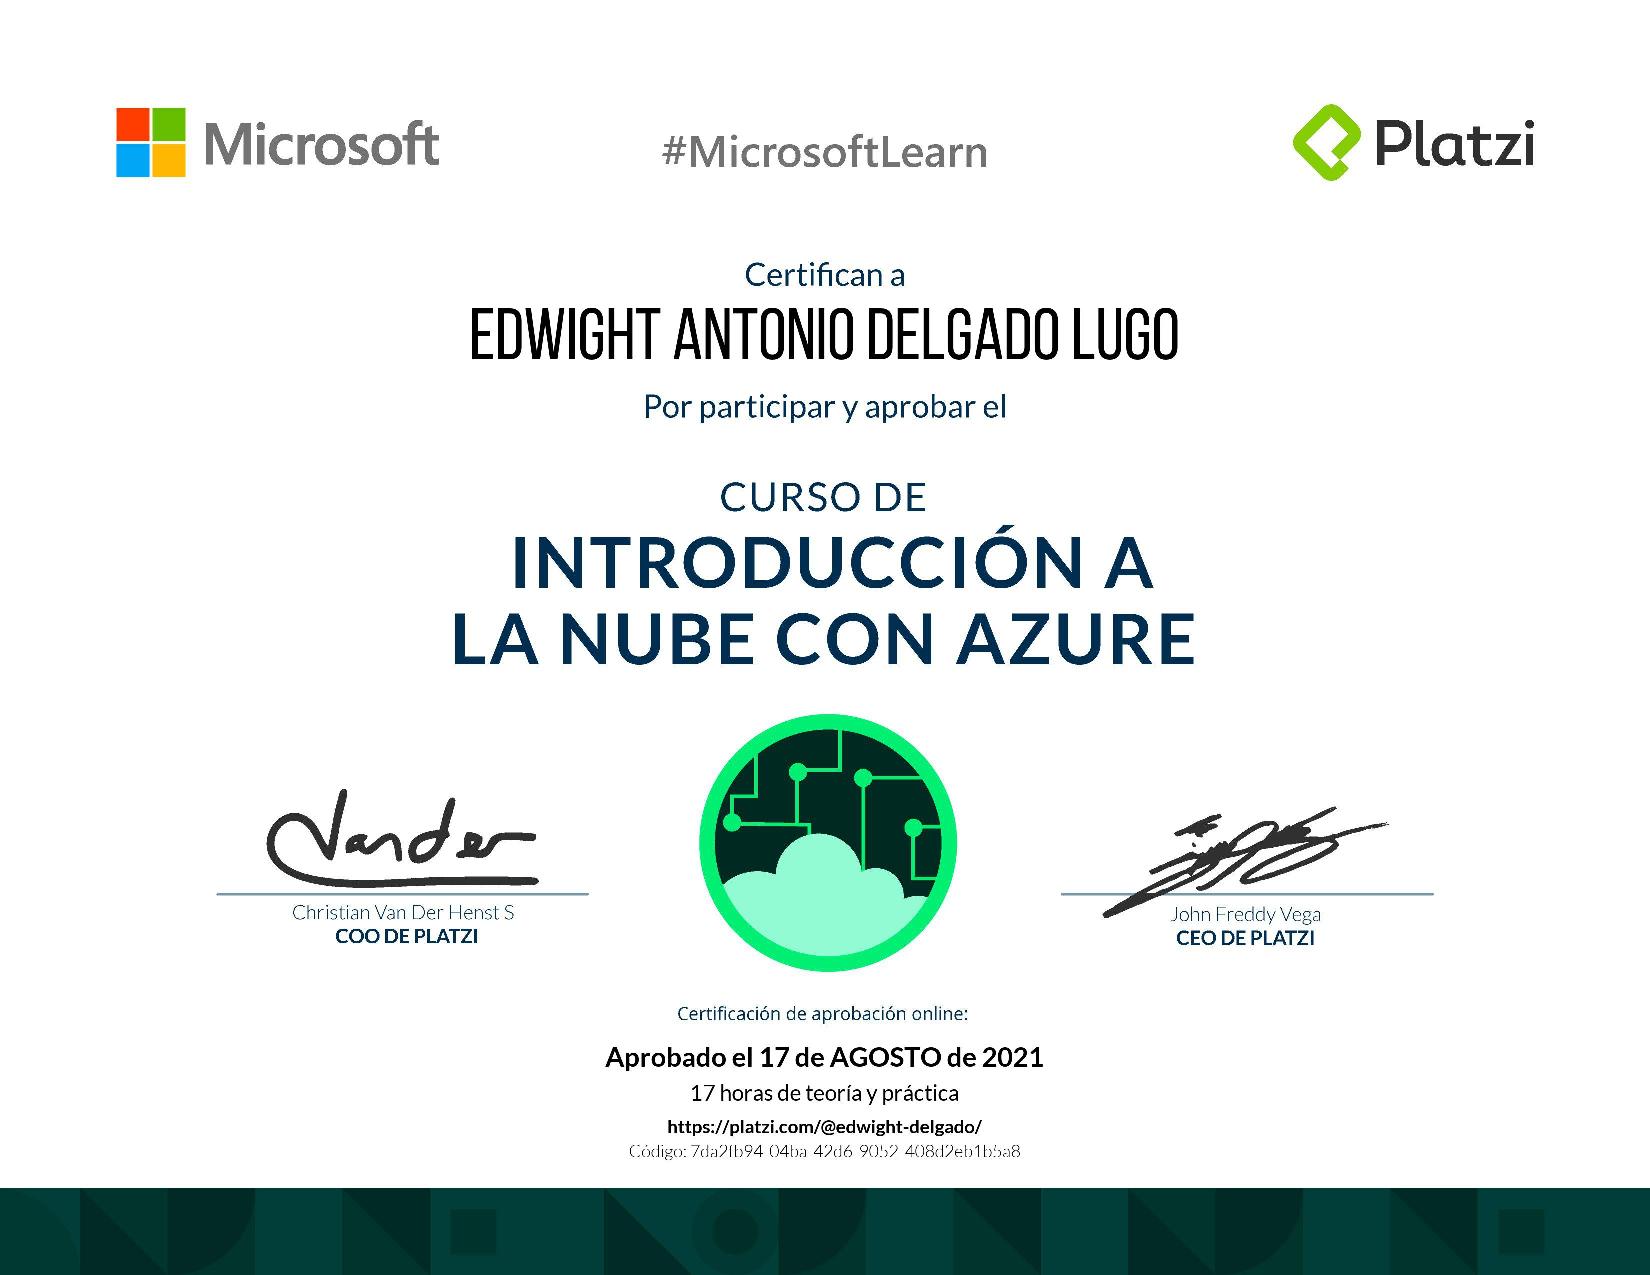 Microsoft
#MicrosoftLearn
Platzi
Certifican a
EDWIGHT ANTONIO DELGADO LUGO
Por participar y aprobar el
CURSO DE
INTRODUCCIÓN A
LA NUBE CON AZURE
Vander
Christian Van Der Henst S
COO DE PLATZI
John Freddy Vega
CEO DE PLATZI
Certificación de aprobación online:
Aprobado el 17 de AGOSTO de 2021
17 horas de teoría y práctica
https://platzi.com/@edwight-delgado/
Código: 7da2fb94-04ba-42d6-9052-408d2eb1b5a8